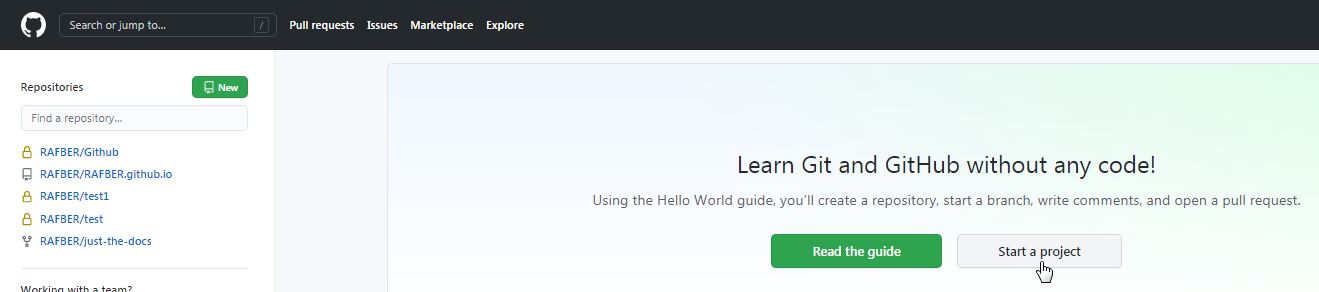 Search or jump to... /
Pull requests
Issues
Marketplace
Explore
Repositories
New
Find a repository...
RAFBER/Github
RAFBER/RAFBER.github.io
RAFBER/test1
RAFBER/test
RAFBER/just-the-docs
Working with a team?
Learn Git and GitHub without any code!
Using the Hello World guide, you’ll create a repository, start a branch, write comments, and open a pull request.
Read the guide
Start a project